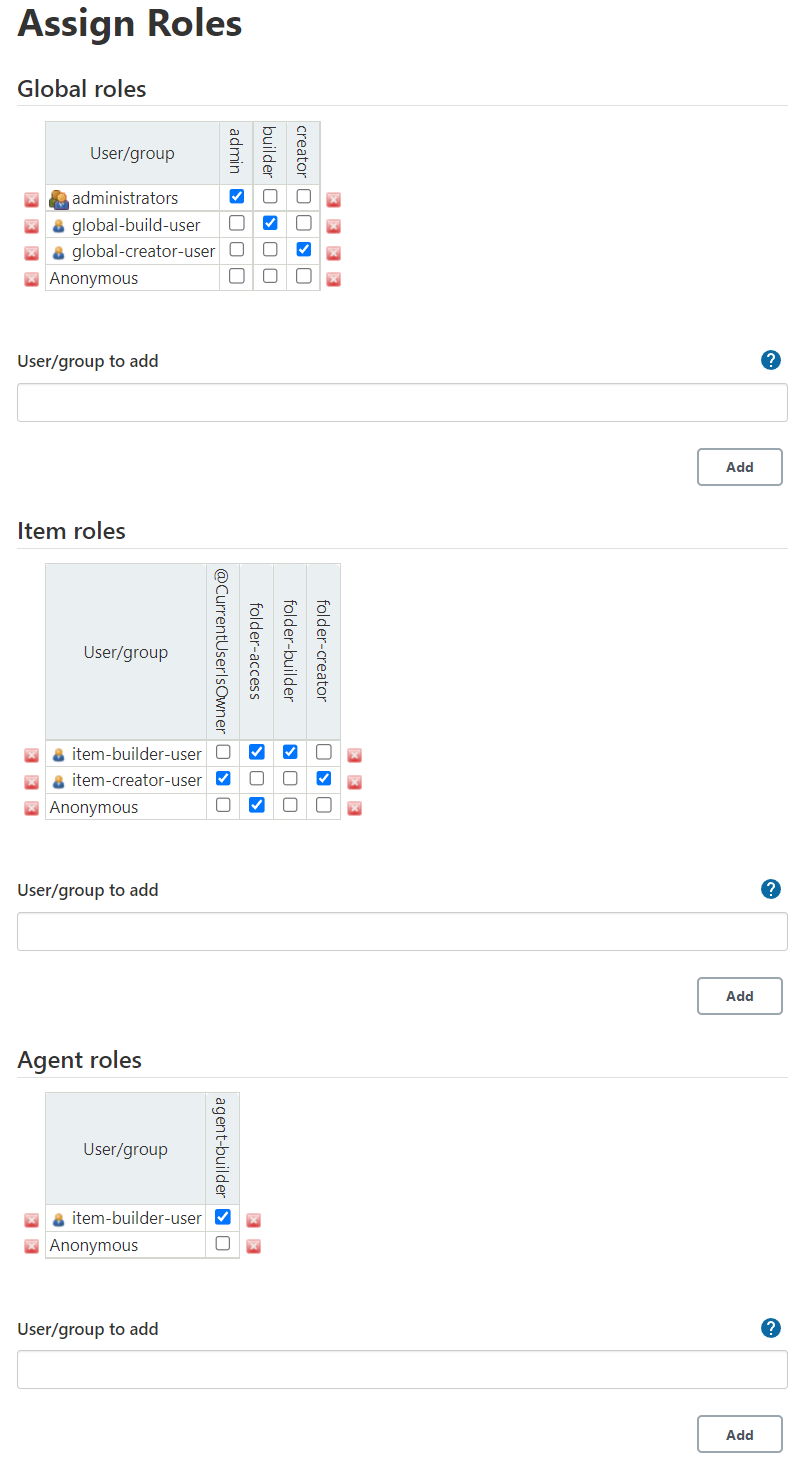 Assign Roles
Global roles
User/group admin builder creator
administrators
global-build-user
global-creator-user
Anonymous
User/group to add
?
Add
Item roles
User/group @CurrentUserIsOwner folder-access folder-builder folder-creator
item-builder-user
item-creator-user
Anonymous
User/group to add
?
Add
Agent roles
User/group agent-builder
item-builder-user
Anonymous
User/group to add
?
Add